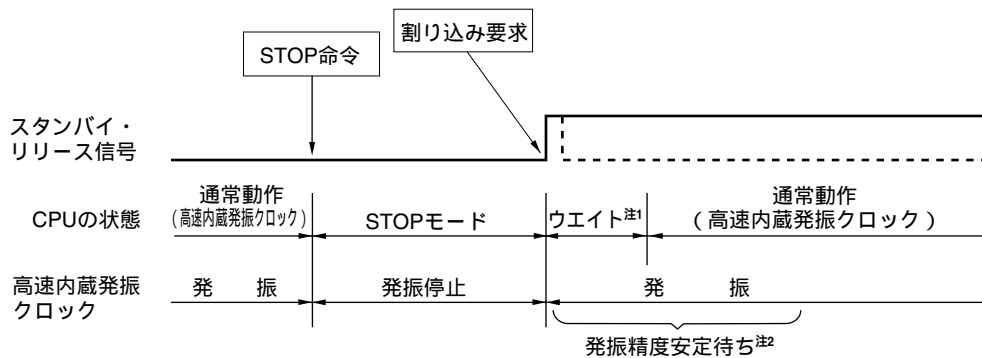 割り込み要求
STOP命令
スタンバイ・
リリース信号
CPUの状態
通常動作
(高速内蔵発振クロック)
STOPモード
ウエイト注1
通常動作
(高速内蔵発振クロック)
高速内蔵発振
クロック
発 振
発振停止
発 振
発振精度安定待ち注2